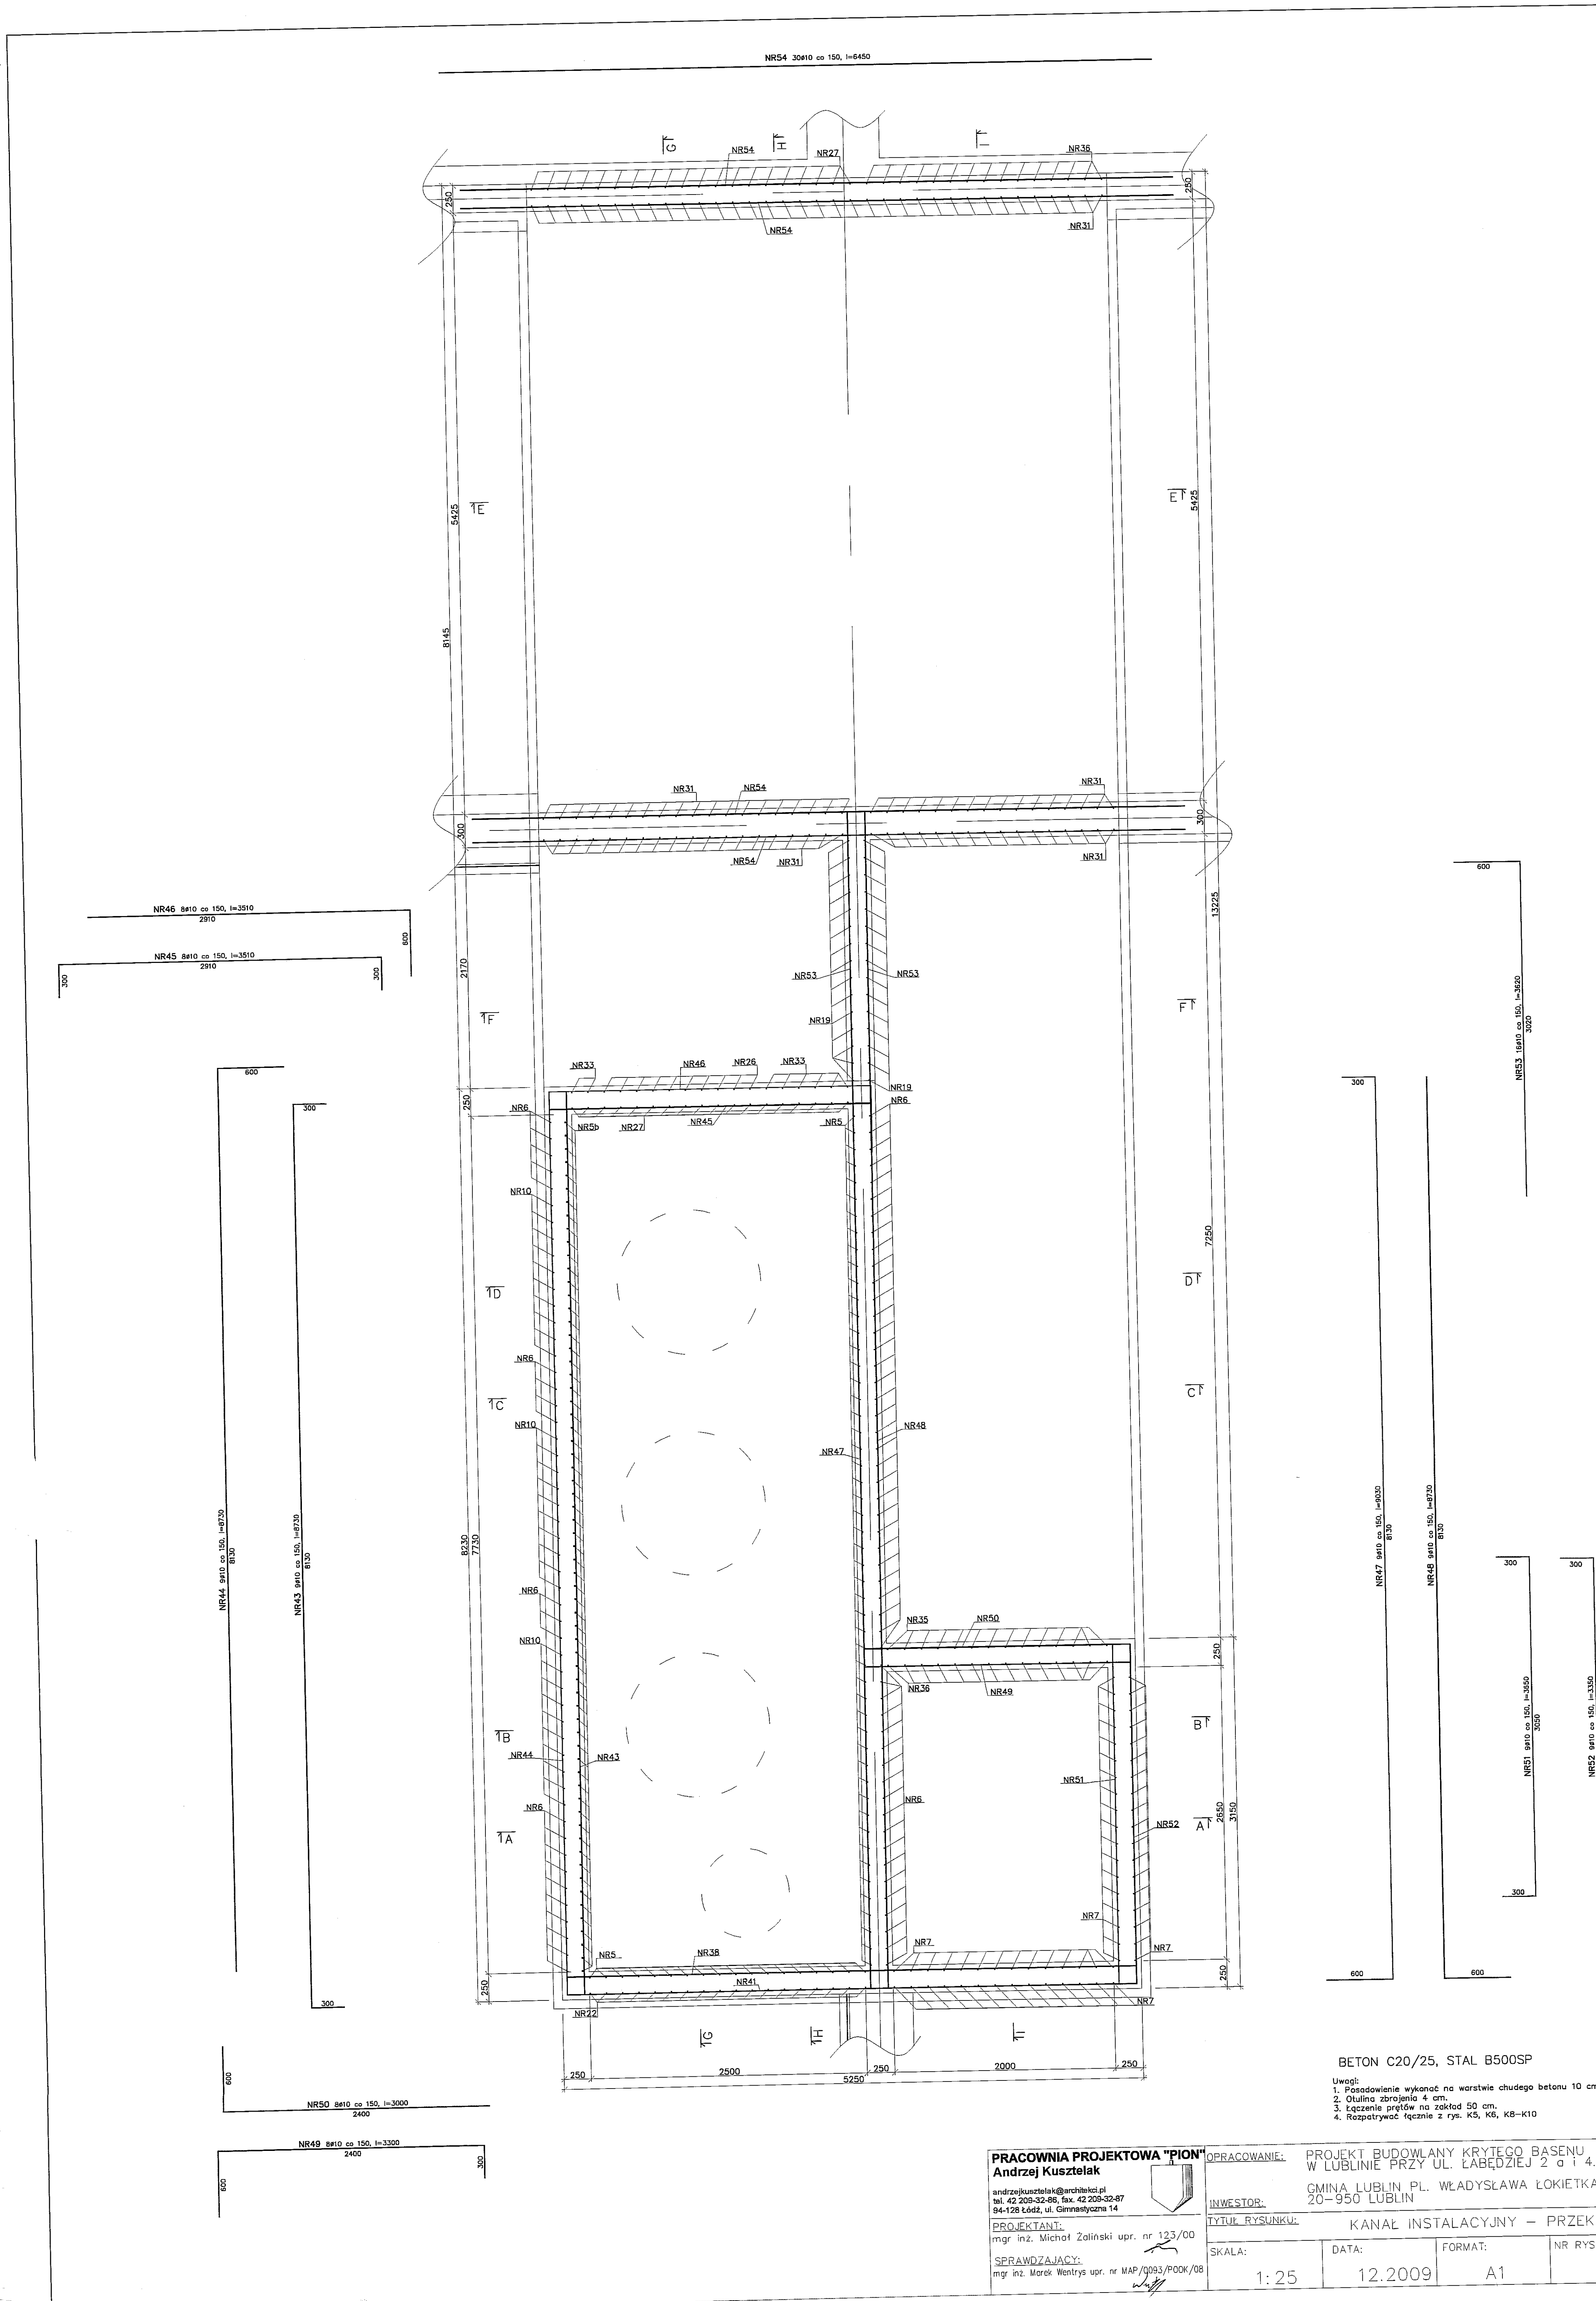 NR54 30ø10 co 150, l=6450
G
H
I
NR54
NR27
NR36
250
250
NR54
NR31
E
E
5425
5425
8145
NR31
NR54
NR31
300
300
NR54
NR31
NR31
13225
600
NR46 8ø10 co 150, l=3510
2910
600
NR45 8ø10 co 150, l=3510
2910
300
300
2170
NR53
NR53
NR53 16ø10 co 150, l=3620
3020
F
F
NR19
NR33
NR46
NR26
NR33
NR19
600
300
300
250
NR6
NR6
NR5b
NR27
NR45
NR5
NR10
7250
D
D
NR6
C
C
NR10
NR48
NR47
NR44 9ø10 co 150, l=8730
8130
NR43 9ø10 co 150, l=8730
8130
8230
7730
NR47 9ø10 co 150, l=9030
8130
NR48 9ø10 co 150, l=8730
8130
300
300
NR6
NR35
NR50
NR10
250
NR36
NR49
NR51 9ø10 co 150, l=3650
3050
NR52 9ø10 co 150, l=3350
B
B
NR44
NR43
NR51
NR6
NR6
2650
3150
A
A
NR52
300
NR7
NR7
NR7
NR5
NR38
250
NR41
250
600
600
300
NR22
NR7
G
H
I
250
2500
250
2000
250
5250
600
NR50 8ø10 co 150, l=3000
2400
NR49 8ø10 co 150, l=3300
2400
600
300
BETON C20/25, STAL B500SP
Uwagi:
1. Posadowienie wykonać na warstwie chudego betonu 10 cm
2. Otulina zbrojenia 4 cm.
3. Łączenie prętów na zakład 50 cm.
4. Rozpatrywać łącznie z rys. K5, K6, K8–K10
PRACOWNIA PROJEKTOWA "PION"
Andrzej Kusztelak
andrzejkusztelak@architekci.pl
tel. 42 209-32-86, fax. 42 209-32-87
94-128 Łódź, ul. Gimnastyczna 14
PROJEKTANT:
mgr inż. Michał Żaliński upr. nr 123/00
SPRAWDZAJĄCY:
mgr inż. Marek Wentrys upr. nr MAP/0093/POOK/08
OPRACOWANIE:
PROJEKT BUDOWLANY KRYTEGO BASENU
W LUBLINIE PRZY UL. ŁABĘDZIEJ 2 a i 4.
INWESTOR:
GMINA LUBLIN PL. WŁADYSŁAWA ŁOKIETKA
20–950 LUBLIN
TYTUŁ RYSUNKU:
KANAŁ INSTALACYJNY – PRZEK
SKALA:
1:25
DATA:
12.2009
FORMAT:
A1
NR RYS